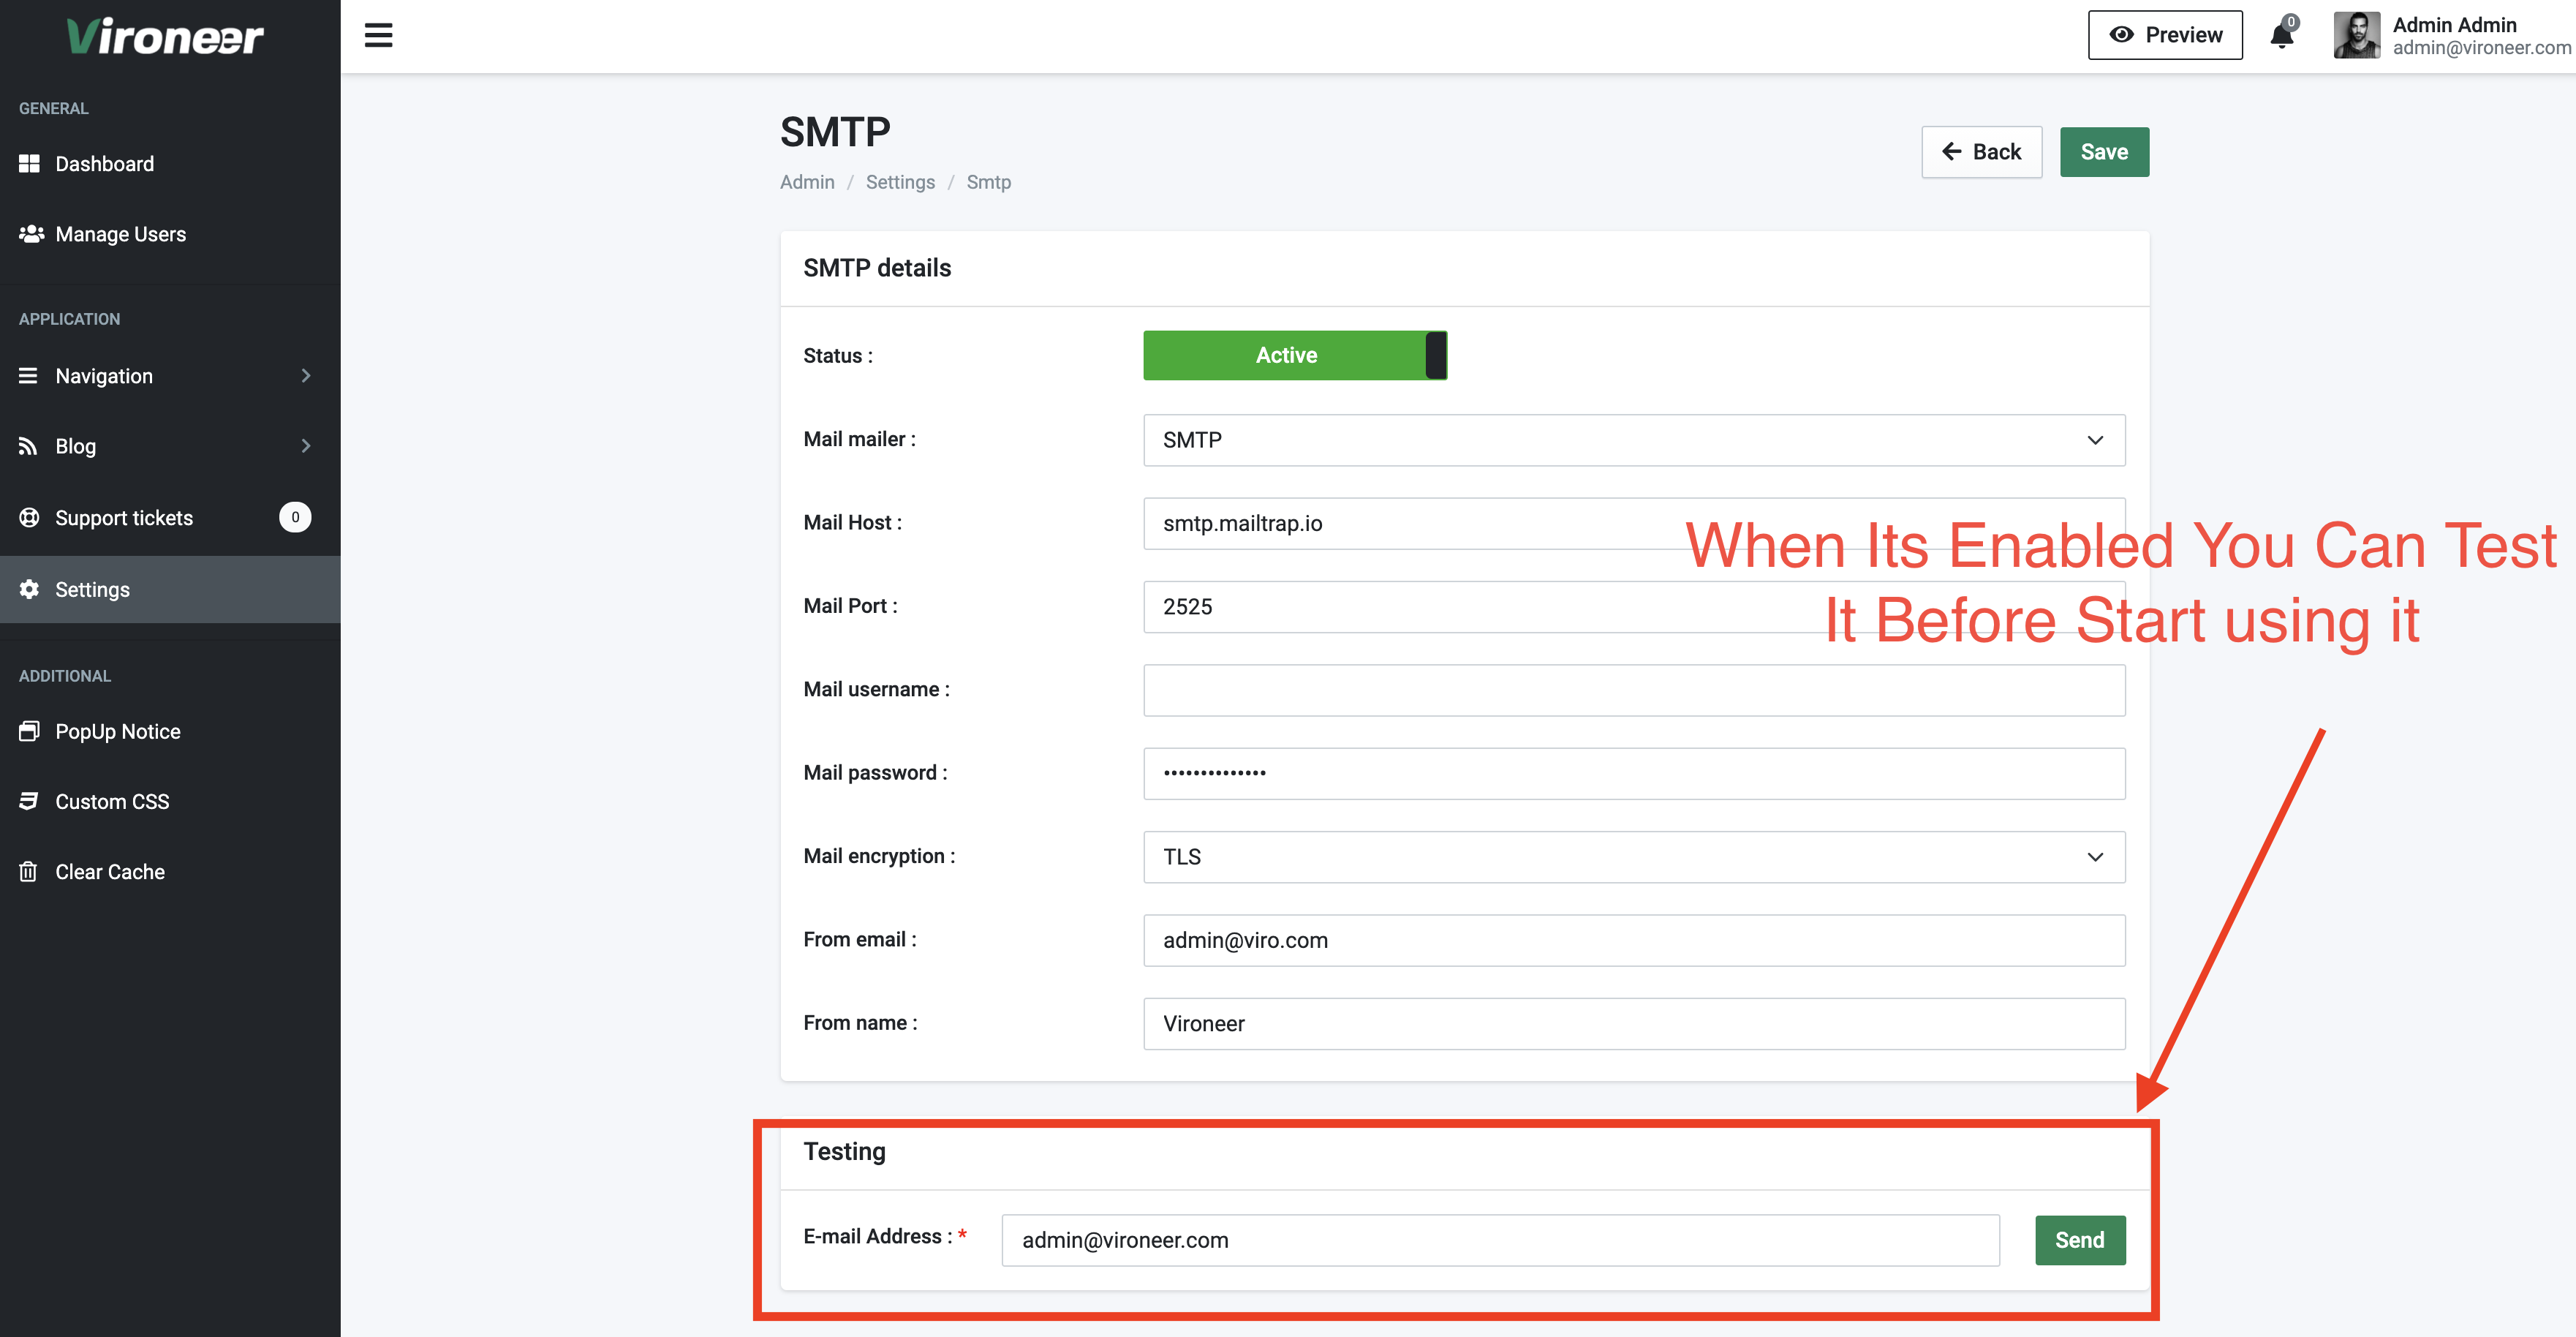 Vironeer
Preview
0
Admin Admin
admin@vironeer.com
GENERAL
Dashboard
Manage Users
APPLICATION
Navigation
Blog
Support tickets
0
Settings
ADDITIONAL
PopUp Notice
Custom CSS
Clear Cache
SMTP
Admin / Settings / Smtp
Back
Save
SMTP details
Status :
Active
Mail mailer :
SMTP
Mail Host :
smtp.mailtrap.io
When Its Enabled You Can Test
It Before Start using it
Mail Port :
2525
Mail username :
Mail password :
••••••••••••••
Mail encryption :
TLS
From email :
admin@viro.com
From name :
Vironeer
Testing
E-mail Address : *
admin@vironeer.com
Send